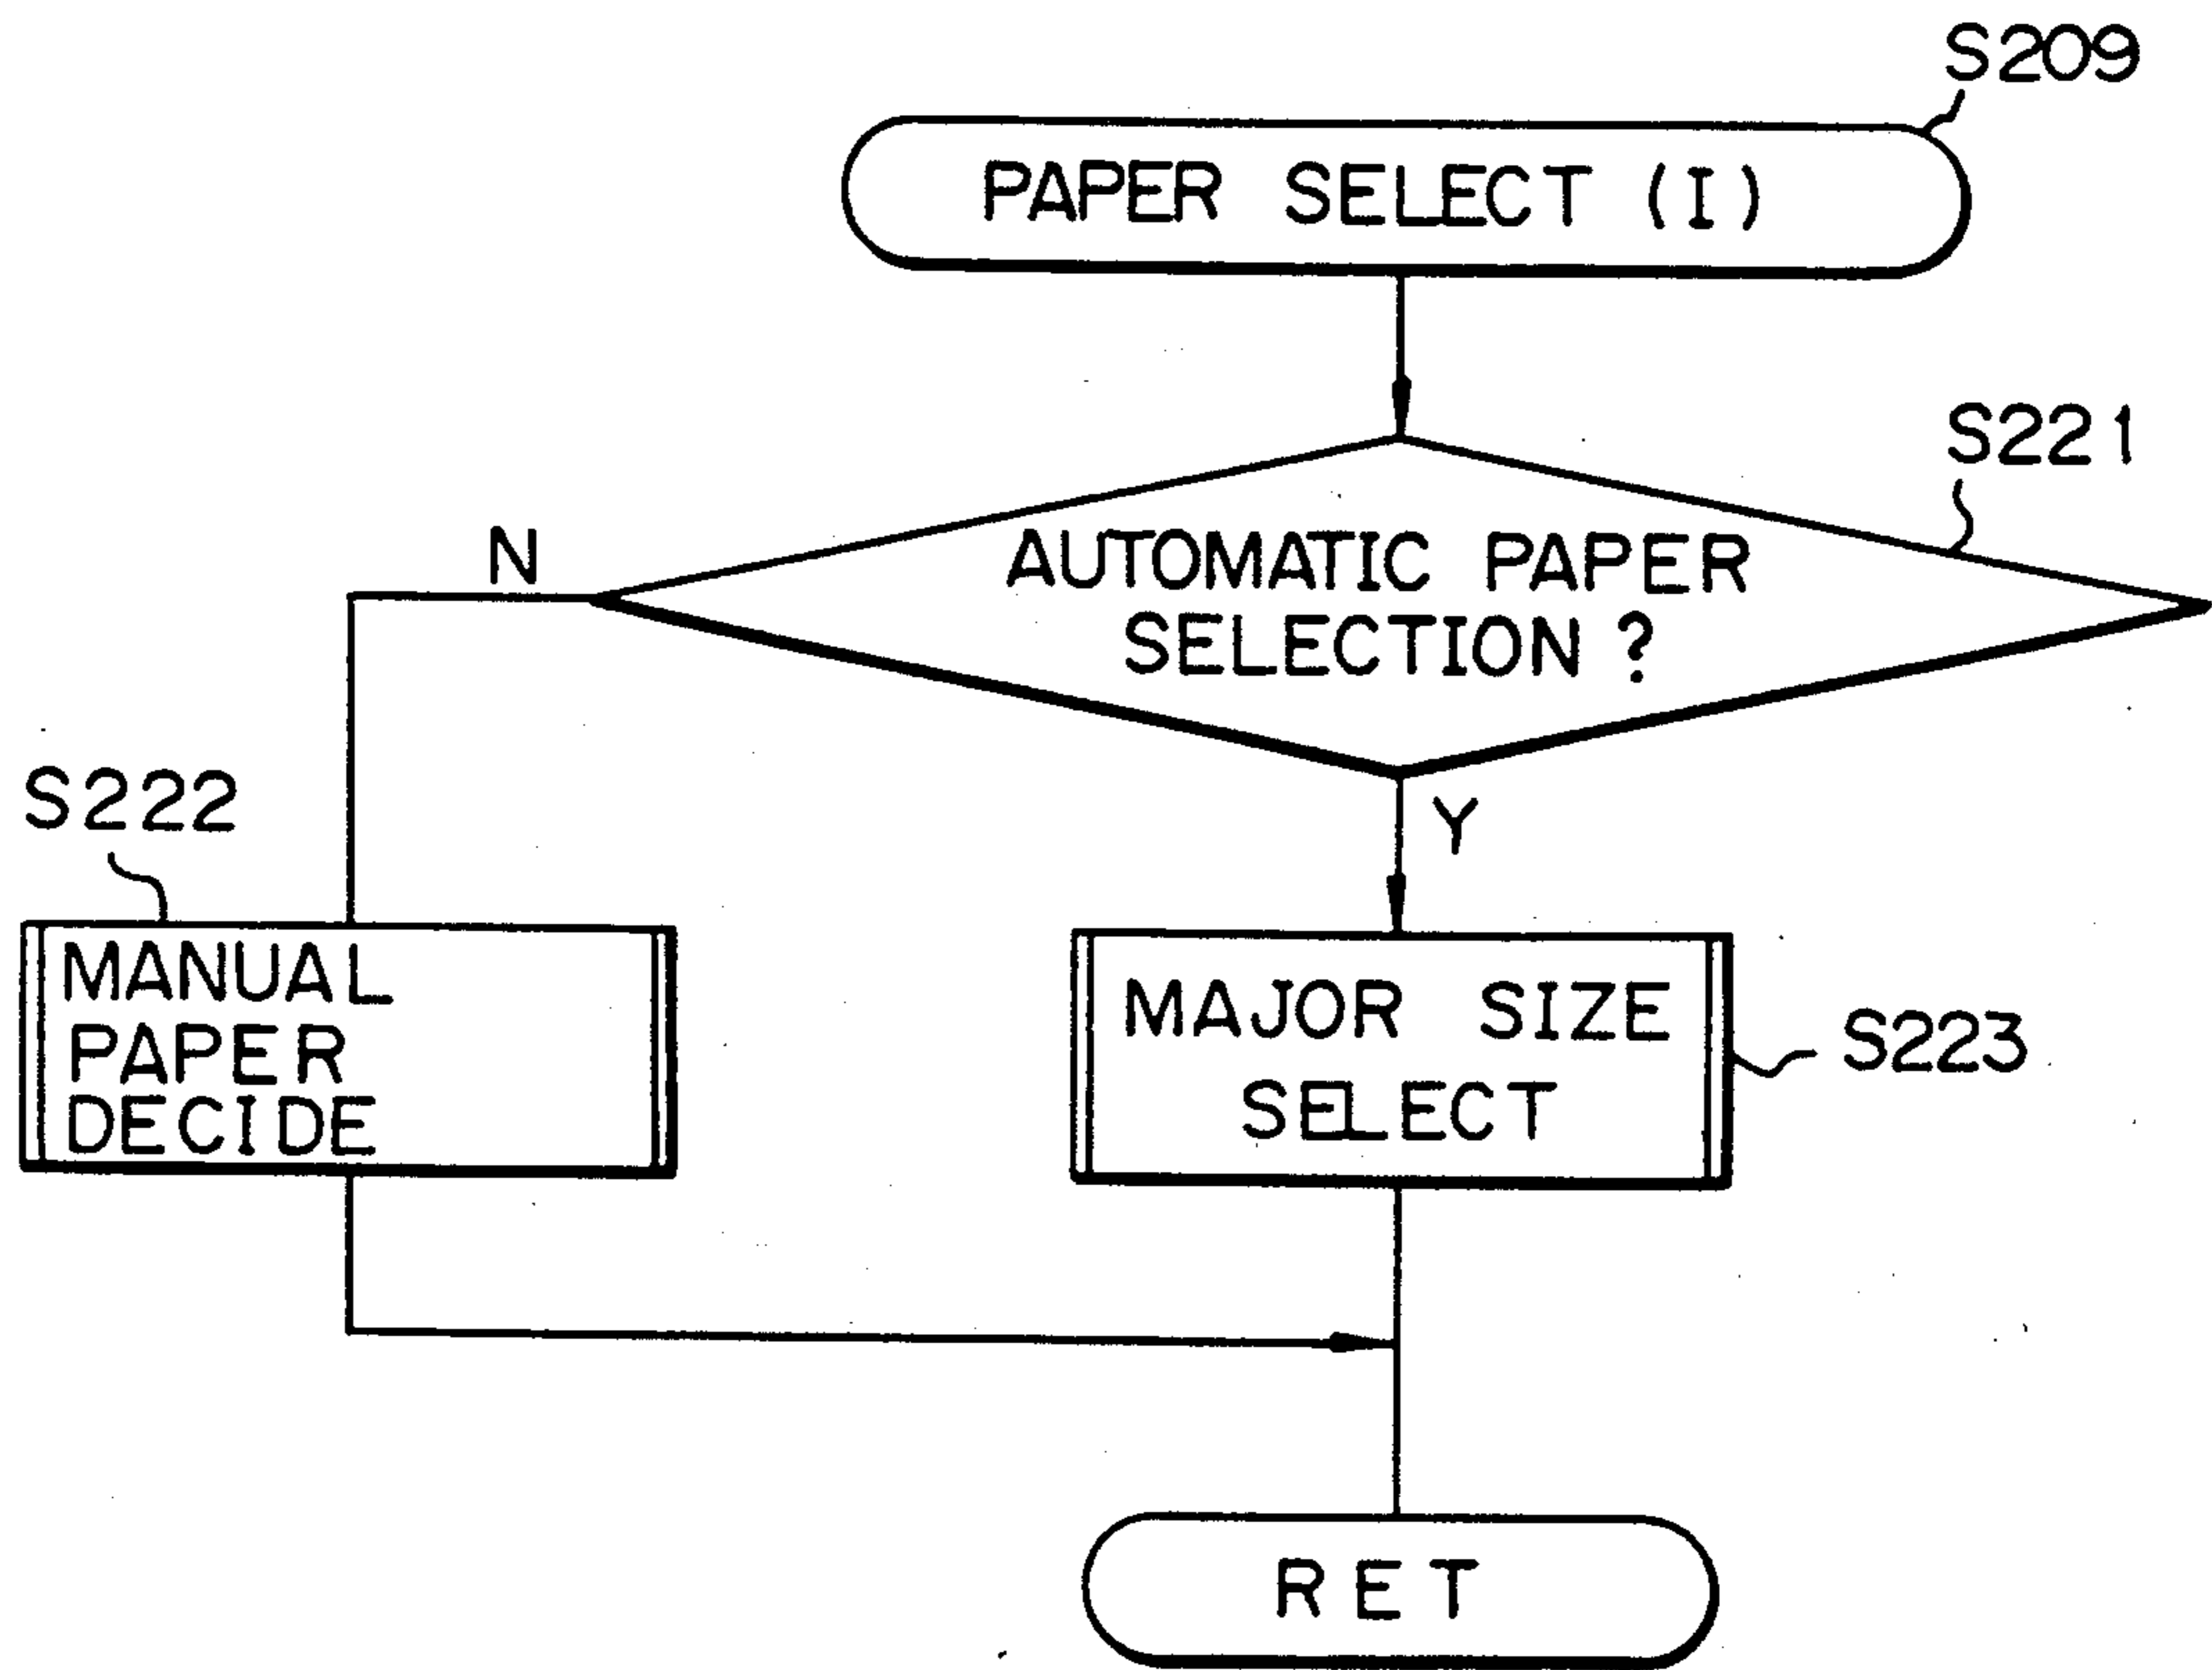 S209
PAPER SELECT (I)
S221
N
AUTOMATIC PAPER
SELECTION ?
Y
S222
MANUAL
PAPER
DECIDE
MAJOR SIZE
SELECT
S223
RET